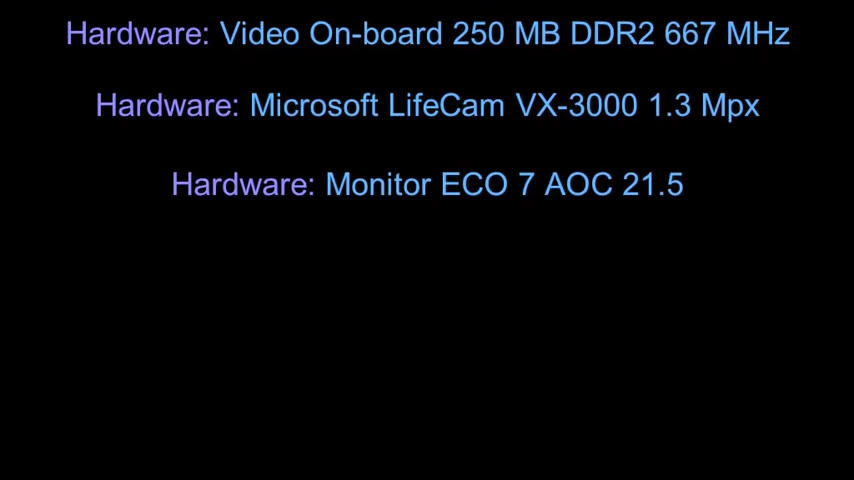 Hardware: Video On-board 250 MB DDR2 667 MHz
Hardware: Microsoft LifeCam VX-3000 1.3 Mpx
Hardware: Monitor ECO 7 AOC 21.5